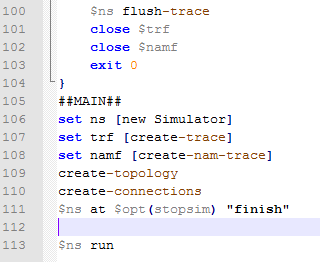 100 $ns flush-trace
101 close $trf
102 close $namf
103 exit 0
104 }
105 ##MAIN##
106 set ns [new Simulator]
107 set trf [create-trace]
108 set namf [create-nam-trace]
109 create-topology
110 create-connections
111 $ns at $opt(stopsim) "finish"
112
113 $ns run